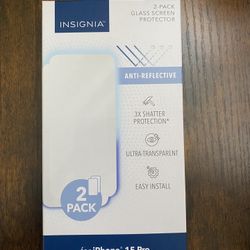 INSIGNIA™
2-PACK
GLASS SCREEN
PROTECTOR
ANTI-REFLECTIVE
3X SHATTER
PROTECTION*
ULTRA-TRANSPARENT
EASY INSTALL
2
PACK
for iPhone® 15 Pro